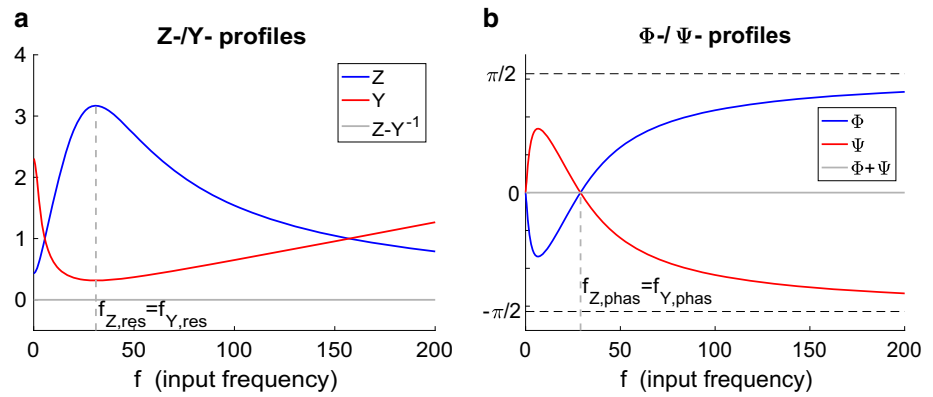 a
Z-/Y- profiles
4
3
2
1
0
Z
Y
Z-Y^-1
f_Z,res=f_Y,res
0
50
100
150
200
f (input frequency)
b
Φ-/Ψ- profiles
π/2
0
-π/2
Φ
Ψ
Φ+Ψ
f_Z,phas=f_Y,phas
0
50
100
150
200
f (input frequency)